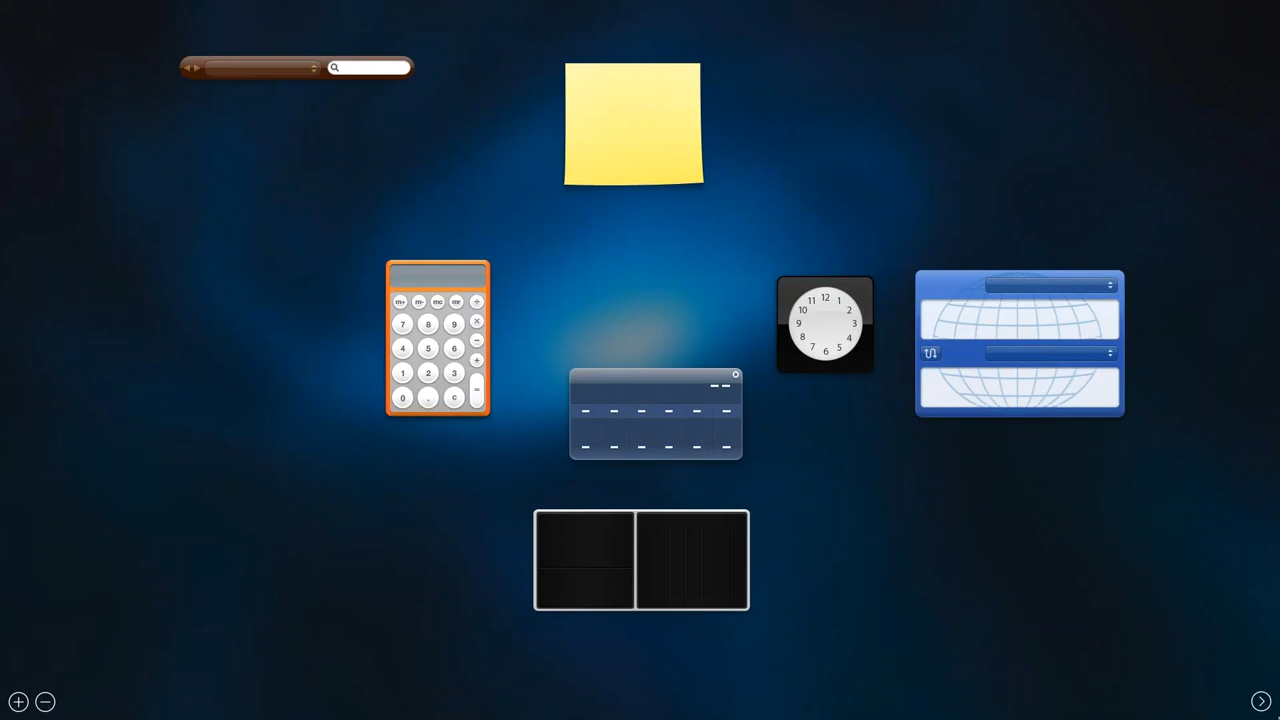 m+ m- mc mr ÷
7 8 9 ×
4 5 6 −
1 2 3 +
0 . c =
11 12 1
10 2
9 3
8 4
7 6 5